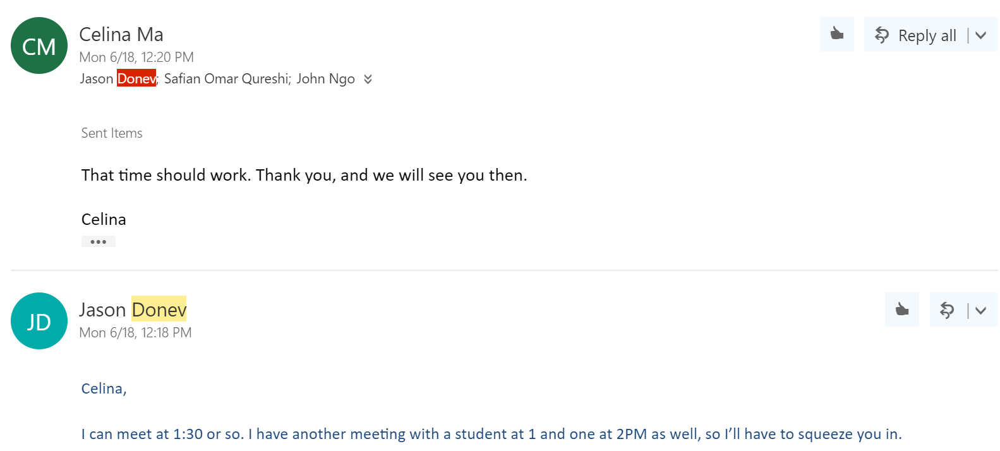 CM
Celina Ma
Mon 6/18, 12:20 PM
Jason Donev; Safian Omar Qureshi; John Ngo
Reply all
Sent Items
That time should work. Thank you, and we will see you then.
Celina
JD
Jason Donev
Mon 6/18, 12:18 PM
Celina,
I can meet at 1:30 or so. I have another meeting with a student at 1 and one at 2PM as well, so I’ll have to squeeze you in.